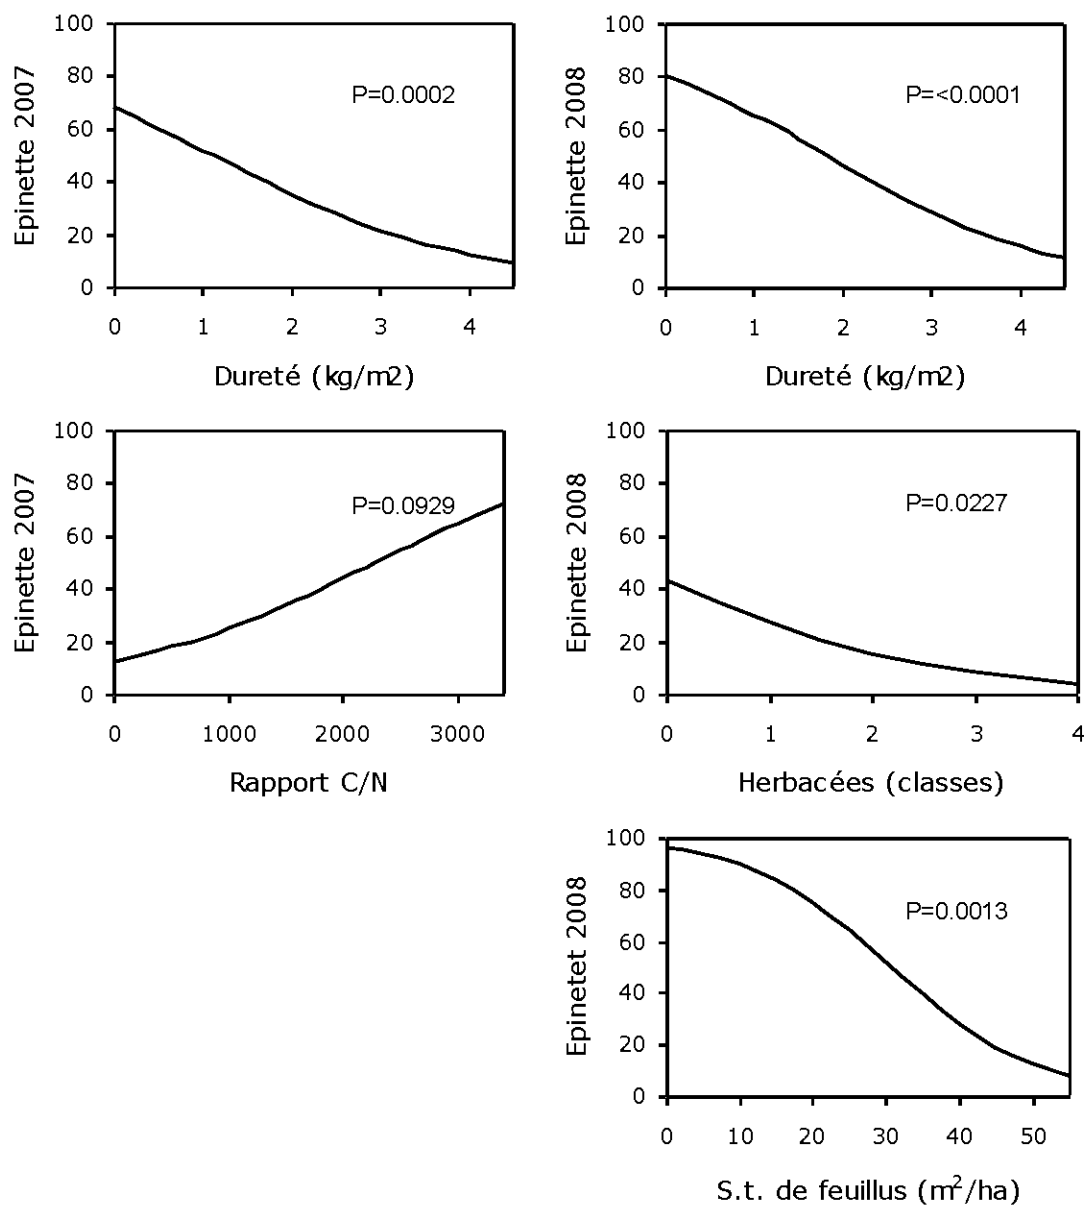 Epinette 2007
100
80
60
40
20
0
P=0.0002
0 1 2 3 4
Dureté (kg/m2)
Epinette 2008
100
80
60
40
20
0
P=<0.0001
0 1 2 3 4
Dureté (kg/m2)
Epinette 2007
100
80
60
40
20
0
P=0.0929
0 1000 2000 3000
Rapport C/N
Epinette 2008
100
80
60
40
20
0
P=0.0227
0 1 2 3 4
Herbacées (classes)
Epinetet 2008
100
80
60
40
20
0
P=0.0013
0 10 20 30 40 50
S.t. de feuillus (m²/ha)